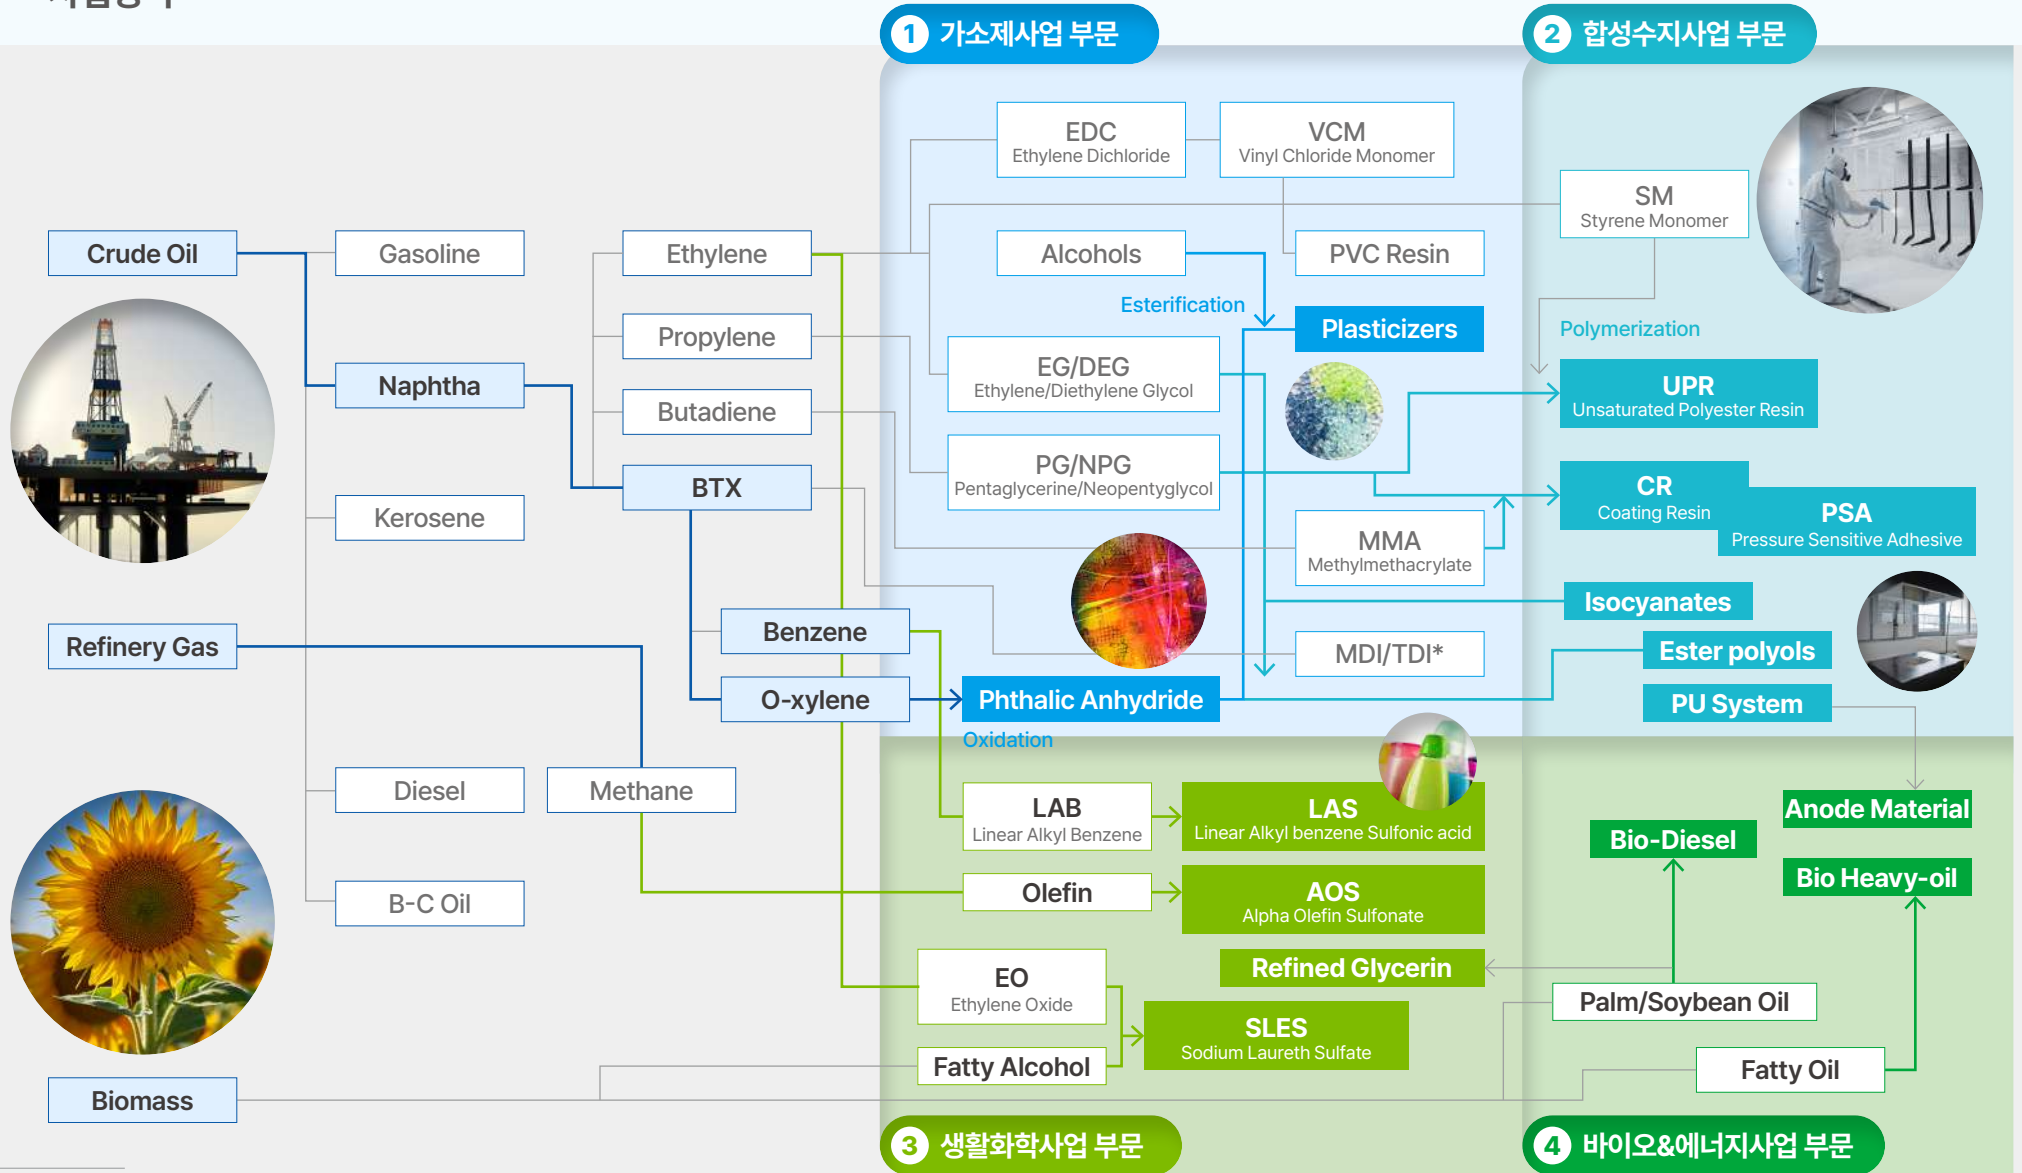 1 가소제사업 부문
2 합성수지사업 부문
EDC
Ethylene Dichloride
VCM
Vinyl Chloride Monomer
SM
Styrene Monomer
Crude Oil
Gasoline
Ethylene
Alcohols
PVC Resin
Esterification
Propylene
Plasticizers
Polymerization
Naphtha
Butadiene
EG/DEG
Ethylene/Diethylene Glycol
UPR
Unsaturated Polyester Resin
BTX
PG/NPG
Pentaglycerine/Neopentyglycol
CR
Coating Resin
PSA
Pressure Sensitive Adhesive
Kerosene
MMA
Methylmethacrylate
Isocyanates
Refinery Gas
Benzene
MDI/TDI*
Ester polyols
O-xylene
Phthalic Anhydride
PU System
Oxidation
Diesel
Methane
LAB
Linear Alkyl Benzene
LAS
Linear Alkyl benzene Sulfonic acid
Anode Material
Bio-Diesel
Bio Heavy-oil
B-C Oil
Olefin
AOS
Alpha Olefin Sulfonate
Refined Glycerin
EO
Ethylene Oxide
Palm/Soybean Oil
SLES
Sodium Laureth Sulfate
Fatty Alcohol
Fatty Oil
Biomass
3 생활화학사업 부문
4 바이오&에너지사업 부문